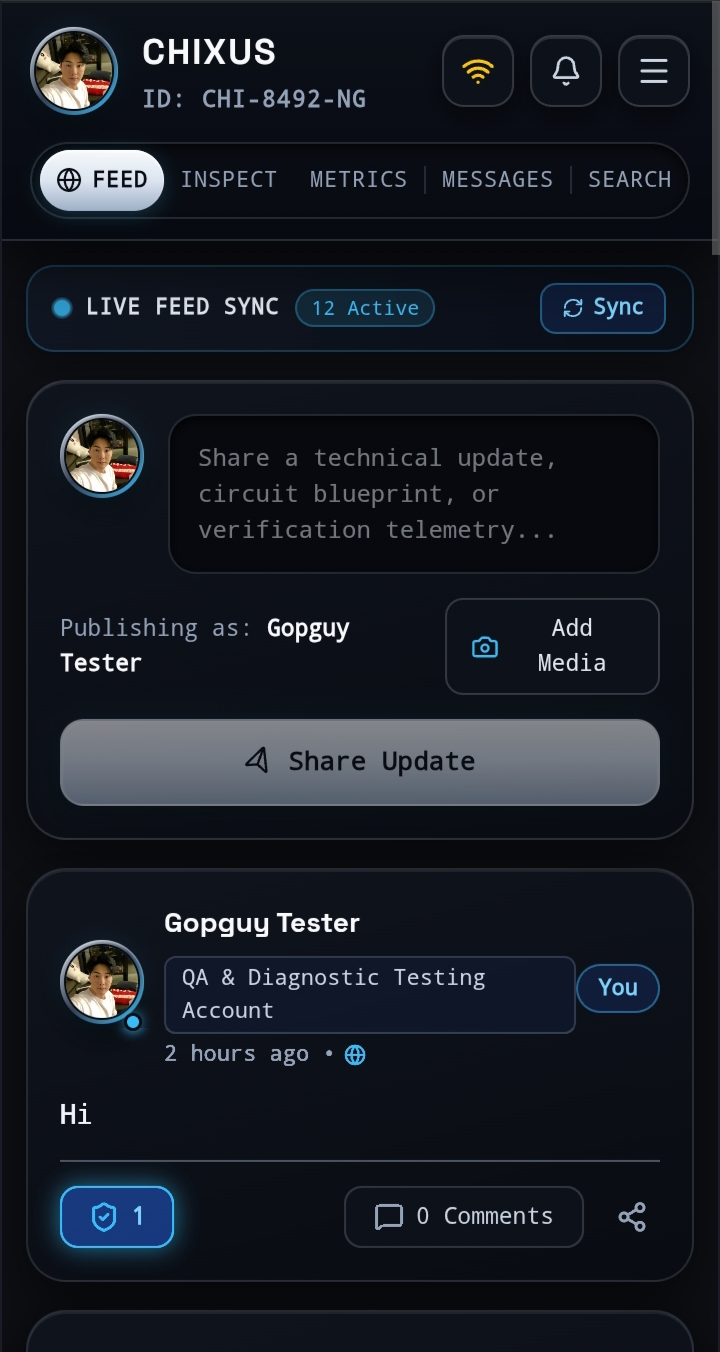 CHIXUS
ID: CHI-8492-NG
FEED INSPECT METRICS MESSAGES SEARCH
LIVE FEED SYNC 12 Active Sync
Share a technical update,
circuit blueprint, or
verification telemetry...
Publishing as: Gopguy
Tester
Add
Media
Share Update
Gopguy Tester
QA & Diagnostic Testing
Account
You
2 hours ago •
Hi
1 0 Comments